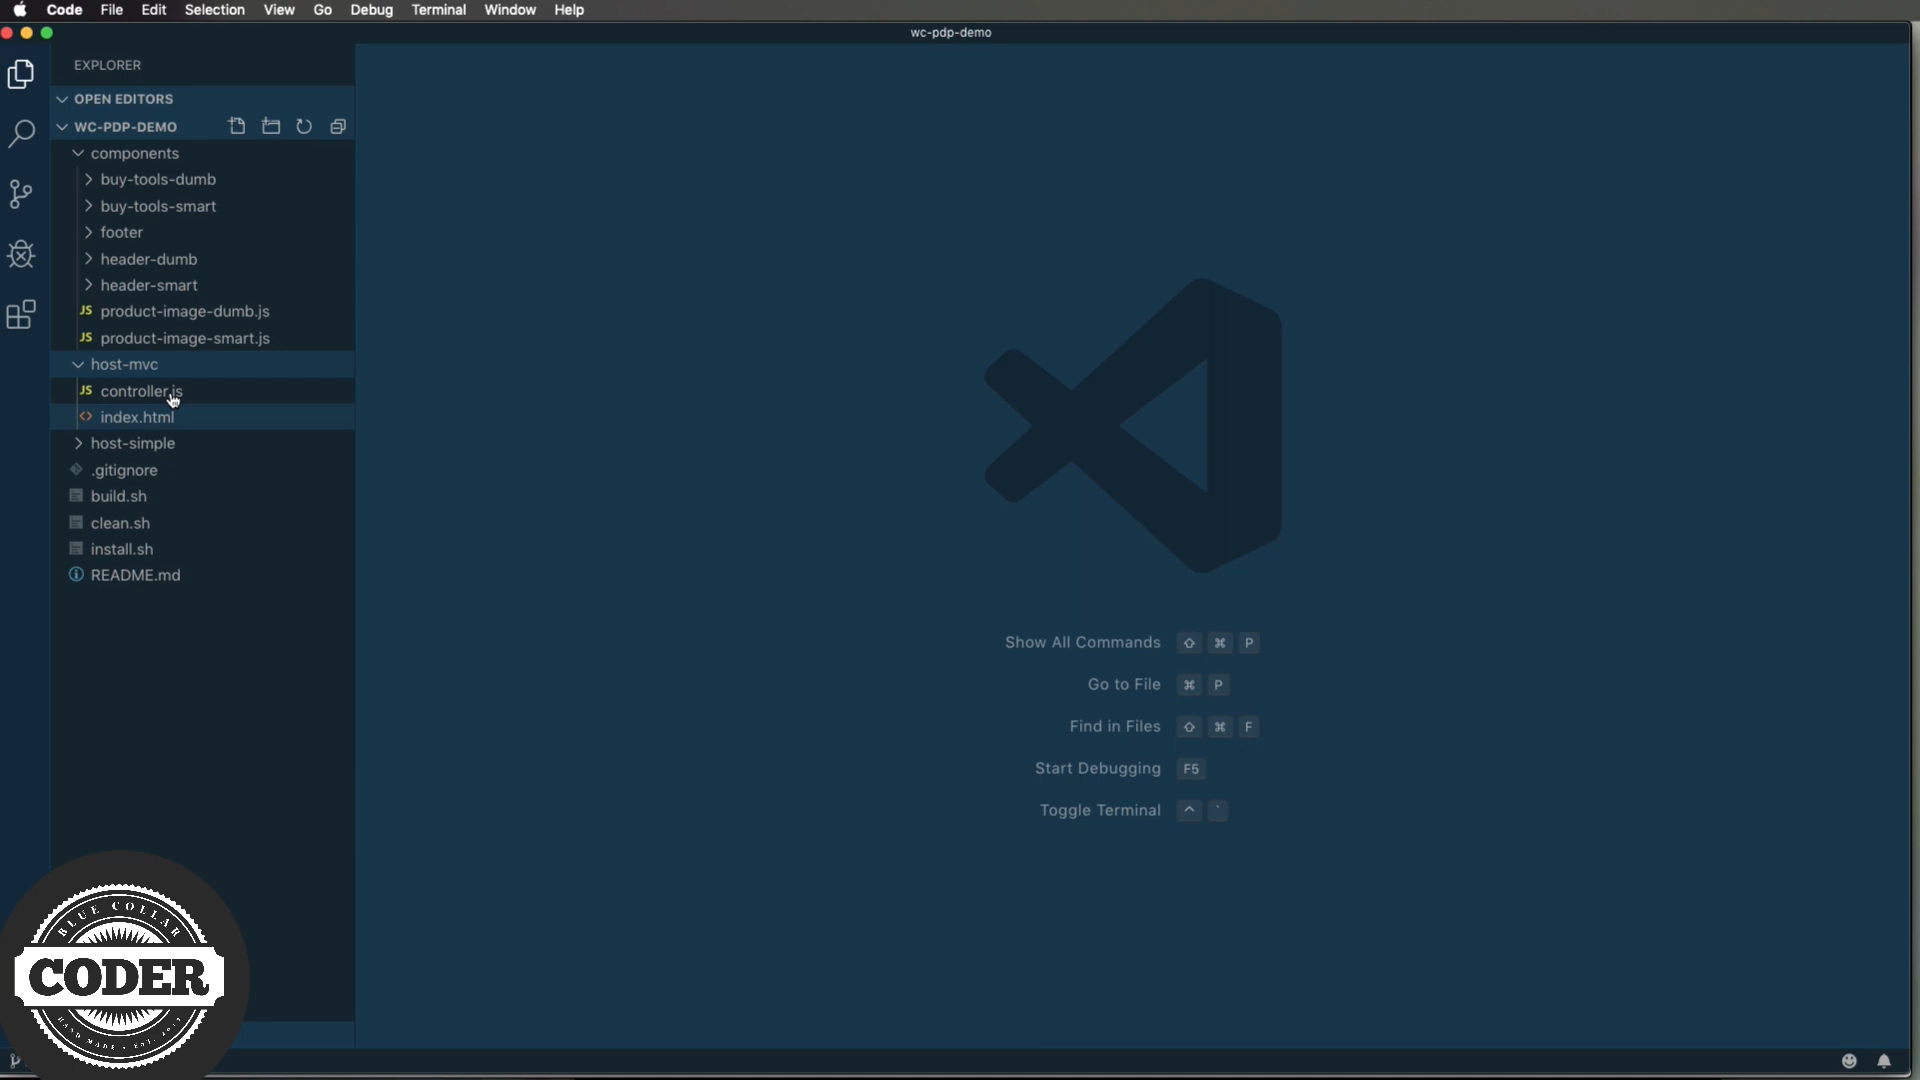 Code File Edit Selection View Go Debug Terminal Window Help
wc-pdp-demo
EXPLORER
OPEN EDITORS
WC-PDP-DEMO
components
buy-tools-dumb
buy-tools-smart
footer
header-dumb
header-smart
JS product-image-dumb.js
JS product-image-smart.js
host-mvc
JS controller.js
<> index.html
host-simple
.gitignore
build.sh
clean.sh
install.sh
README.md
Show All Commands ⇧ ⌘ P
Go to File ⌘ P
Find in Files ⇧ ⌘ F
Start Debugging F5
Toggle Terminal ^ `
BLUE COLLAR
CODER
HAND MADE • EST.